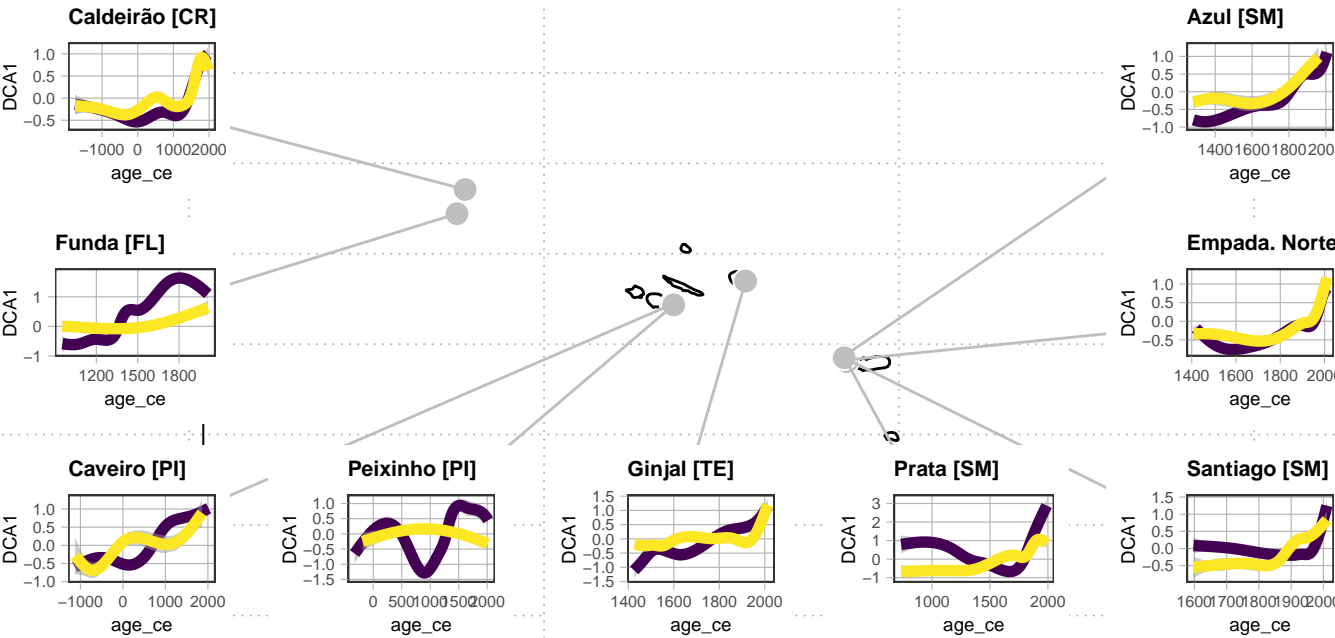 Caldeirão [CR]
DCA1
1.0
0.5
0.0
−0.5
−1000 0 10002000
age_ce
Azul [SM]
DCA1
1.0
0.5
0.0
−0.5
−1.0
140016001800200
age_ce
Funda [FL]
DCA1
1
0
−1
1200 1500 1800
age_ce
Empada. Norte
DCA1
1.0
0.5
0.0
−0.5
1400 1600 1800 2000
age_ce
Caveiro [PI]
DCA1
1.0
0.5
0.0
−0.5
−1.0
−1000 0 1000 2000
age_ce
Peixinho [PI]
DCA1
1.0
0.5
0.0
−0.5
−1.0
−1.5
0 500100015002000
age_ce
Ginjal [TE]
DCA1
1.5
1.0
0.5
0.0
−0.5
−1.0
−1.5
1400 1600 1800 2000
age_ce
Prata [SM]
DCA1
3
2
1
0
−1
1000 1500 2000
age_ce
Santiago [SM]
DCA1
1.5
1.0
0.5
0.0
−0.5
16001700180019002000
age_ce